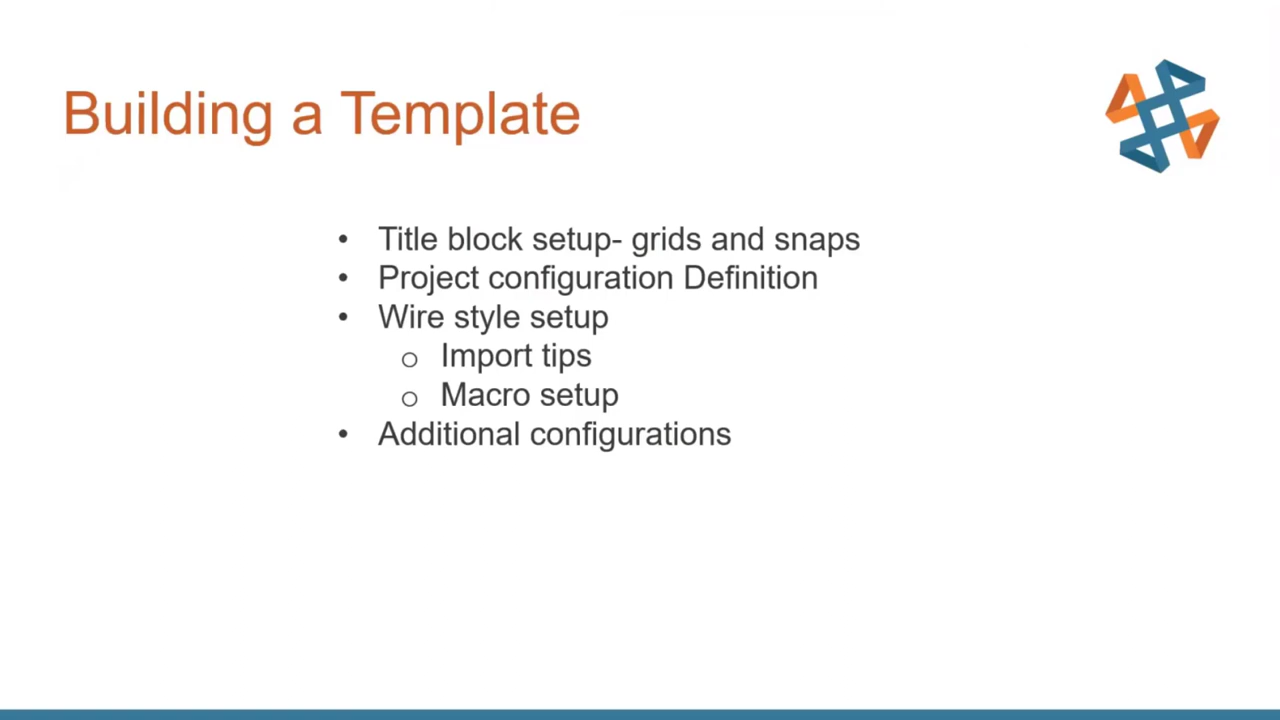 Building a Template
• Title block setup- grids and snaps
• Project configuration Definition
• Wire style setup
o Import tips
o Macro setup
• Additional configurations